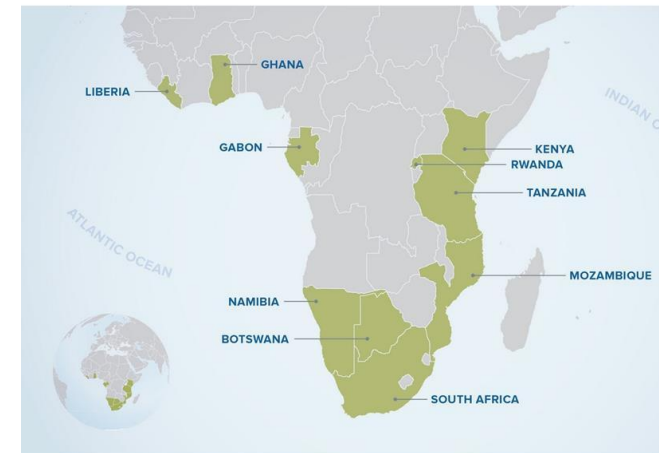 GHANA
LIBERIA
INDIAN
GABON
KENYA
RWANDA
TANZANIA
ATLANTIC OCEAN
MOZAMBIQUE
NAMIBIA
BOTSWANA
SOUTH AFRICA